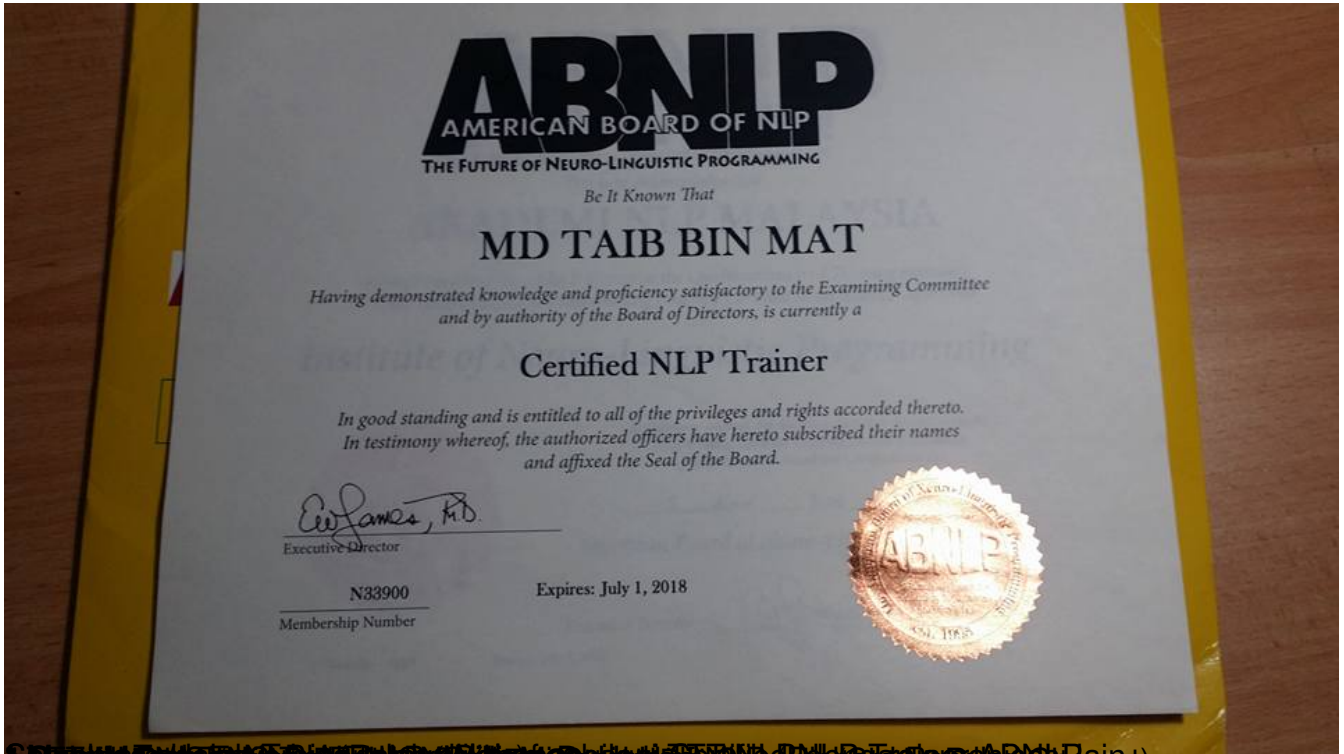 ABNLP
AMERICAN BOARD OF NLP
THE FUTURE OF NEURO-LINGUISTIC PROGRAMMING
Be It Known That
MD TAIB BIN MAT
Having demonstrated knowledge and proficiency satisfactory to the Examining Committee
and by authority of the Board of Directors, is currently a
Certified NLP Trainer
In good standing and is entitled to all of the privileges and rights accorded thereto.
In testimony whereof, the authorized officers have hereto subscribed their names
and affixed the Seal of the Board.
Executive Director
N33900
Expires: July 1, 2018
Membership Number
ABNLP